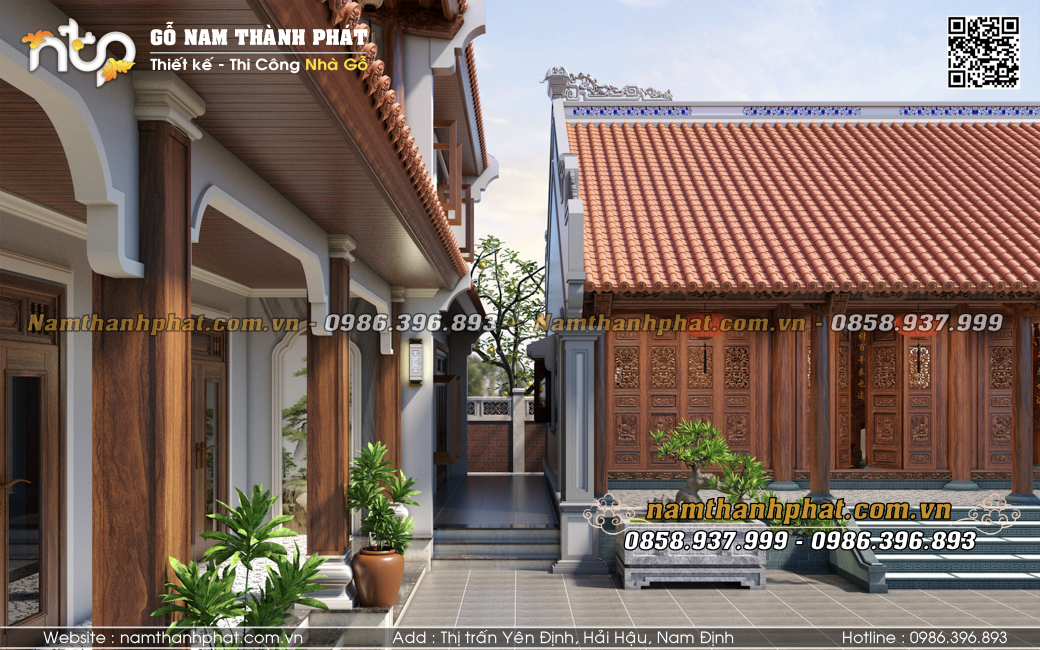 ntp
GỖ NAM THÀNH PHÁT
Thiết kế - Thi Công Nhà Gỗ
Namthanhphat.com.vn - 0986.396.893
Namthanhphat.com.vn - 0858.937.999
namthanhphat.com.vn
0858.937.999 - 0986.396.893
Website : namthanhphat.com.vn
Add : Thị trấn Yên Định, Hải Hậu, Nam Định
Hotline : 0986.396.893